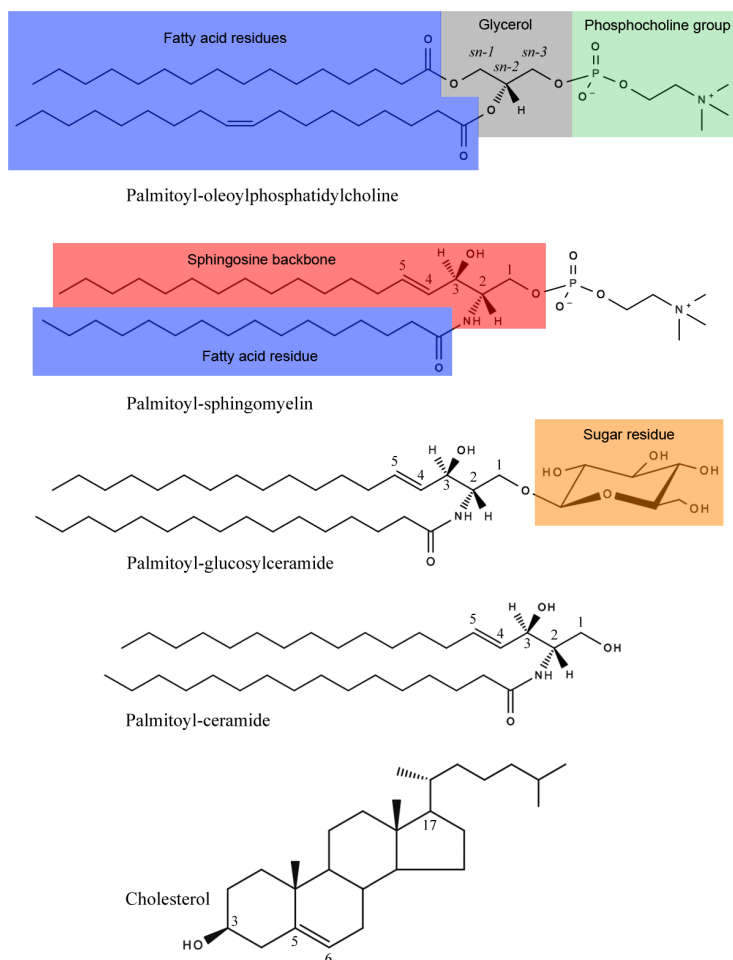 Fatty acid residues
Glycerol
Phosphocholine group
O
sn-1
sn-3
O
sn-2
O
O
P
O
O
O⁻
H
N⁺
O
Palmitoyl-oleoylphosphatidylcholine
Sphingosine backbone
H
OH
5
4
3
2
1
O
O
P
O⁻
O
N⁺
NH
H
O
Fatty acid residue
Palmitoyl-sphingomyelin
Sugar residue
H
OH
5
4
3
2
1
O
NH
H
O
HO
HO
OH
OH
O
OH
Palmitoyl-glucosylceramide
H
OH
5
4
3
2
1
OH
NH
H
O
Palmitoyl-ceramide
17
Cholesterol
3
HO
5
6